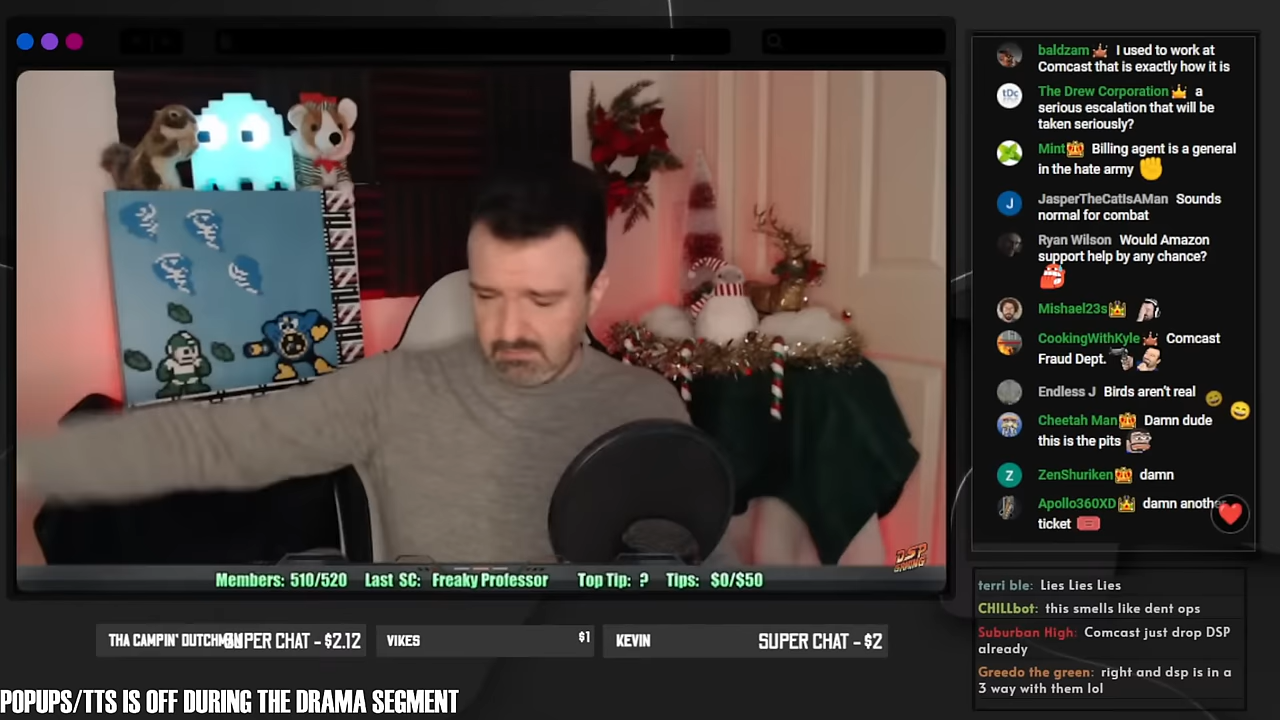 baldzam I used to work at
Comcast that is exactly how it is
The Drew Corporation a
serious escalation that will be
taken seriously?
Mint Billing agent is a general
in the hate army
JasperTheCatIsAMan Sounds
normal for combat
Ryan Wilson Would Amazon
support help by any chance?
Mishael23s
CookingWithKyle Comcast
Fraud Dept.
Endless J Birds aren't real
Cheetah Man Damn dude
this is the pits
ZenShuriken damn
Apollo360XD damn another
ticket
tDC
J
Z
DSP
GAMING
Members: 510/520 Last SC: Freaky Professor Top Tip: ? Tips: $0/$50
terri ble: Lies Lies Lies
CHILLbot: this smells like dent ops
Suburban High: Comcast just drop DSP
already
Greedo the green: right and dsp is in a
3 way with them lol
THA CAMPIN' DUTCHMAN SUPER CHAT - $2.12
VIKES $1
KEVIN SUPER CHAT - $2
POPUPS/TTS IS OFF DURING THE DRAMA SEGMENT